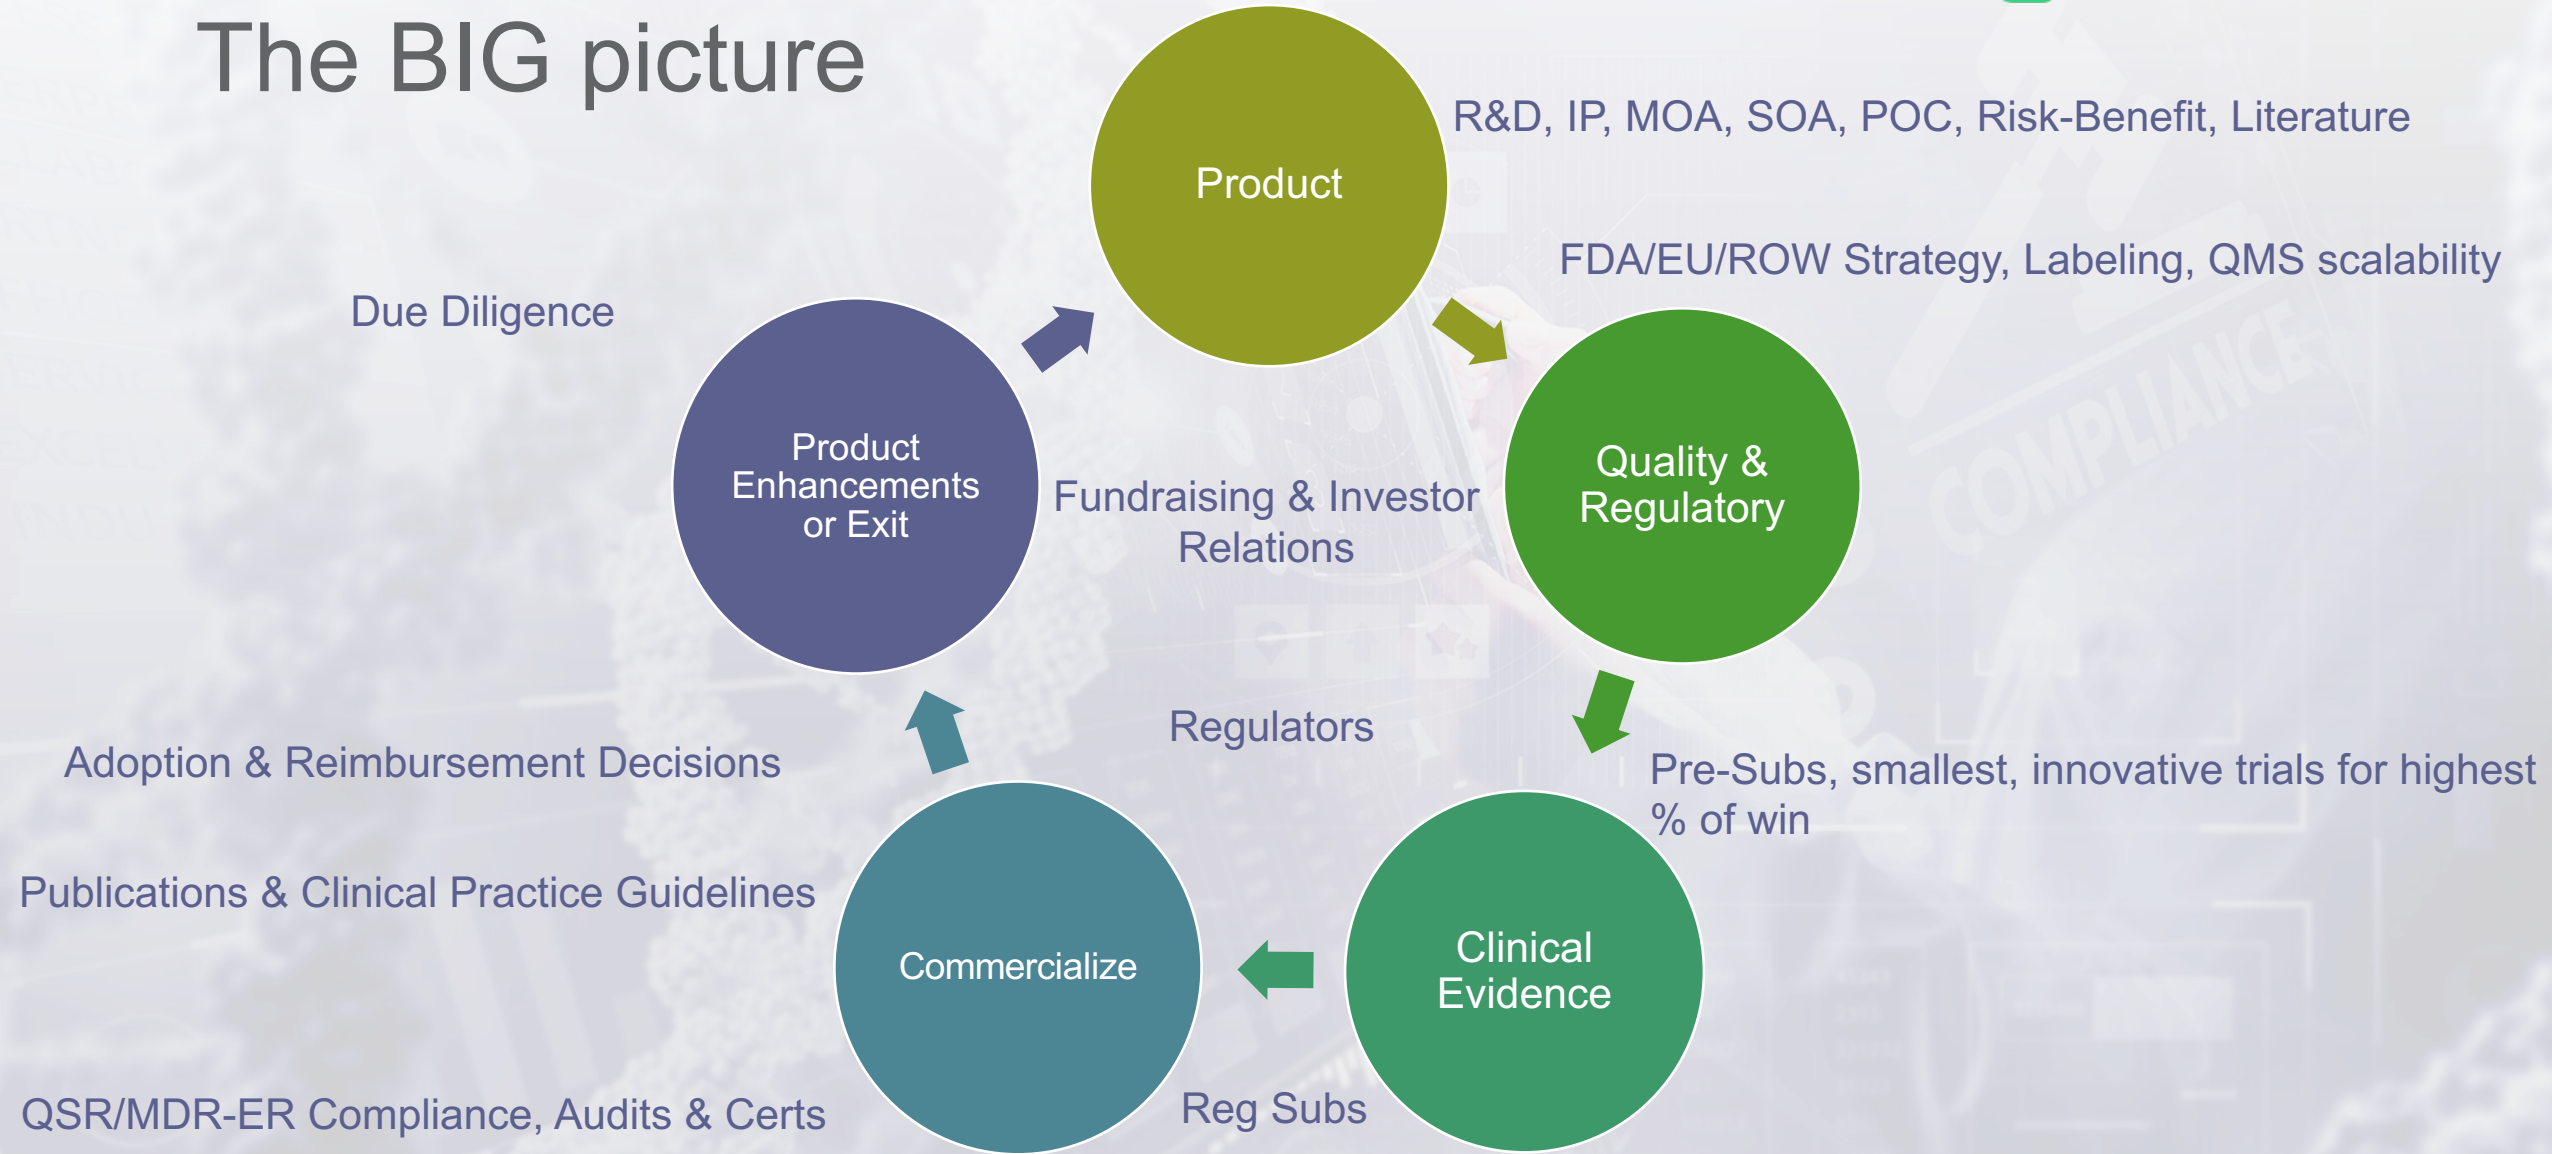 The BIG picture
Product
R&D, IP, MOA, SOA, POC, Risk-Benefit, Literature
FDA/EU/ROW Strategy, Labeling, QMS scalability
Quality &
Regulatory
Pre-Subs, smallest, innovative trials for highest
% of win
Clinical
Evidence
Reg Subs
Commercialize
QSR/MDR-ER Compliance, Audits & Certs
Publications & Clinical Practice Guidelines
Adoption & Reimbursement Decisions
Product
Enhancements
or Exit
Due Diligence
Fundraising & Investor
Relations
Regulators
COMPLIANCE